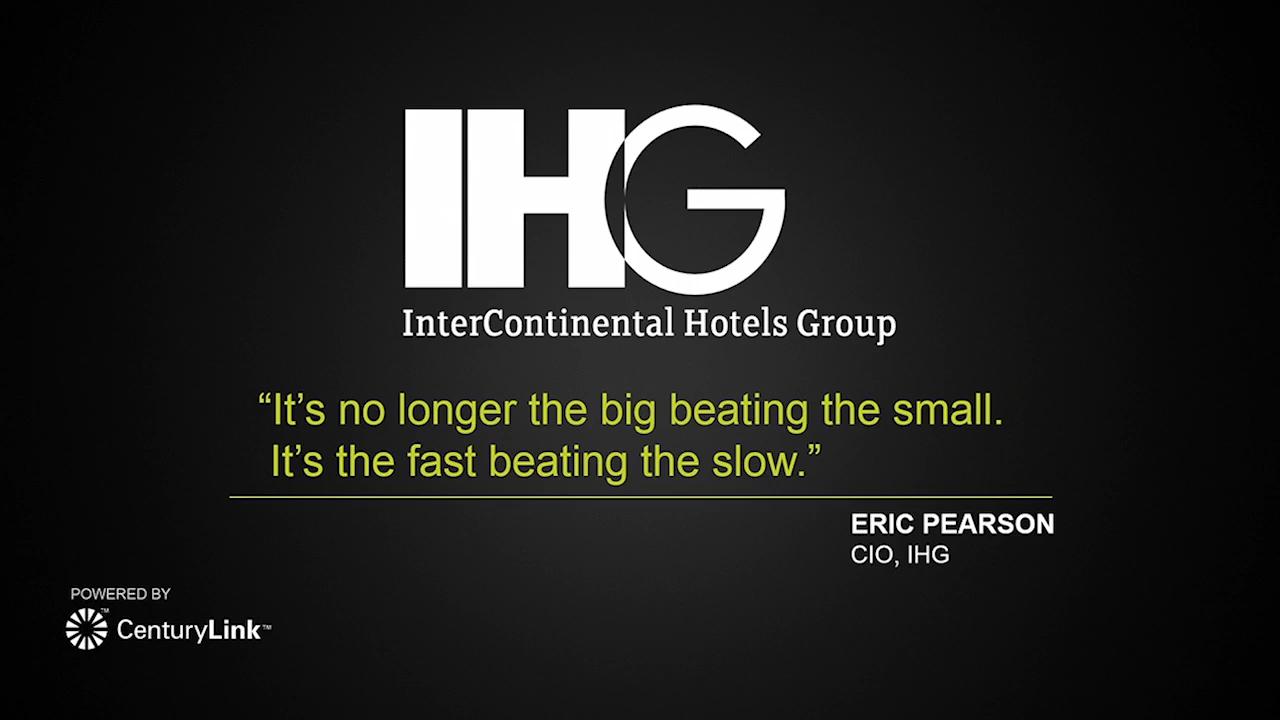 IHG
InterContinental Hotels Group
“It’s no longer the big beating the small.
It’s the fast beating the slow.”
ERIC PEARSON
CIO, IHG
POWERED BY
CenturyLink™